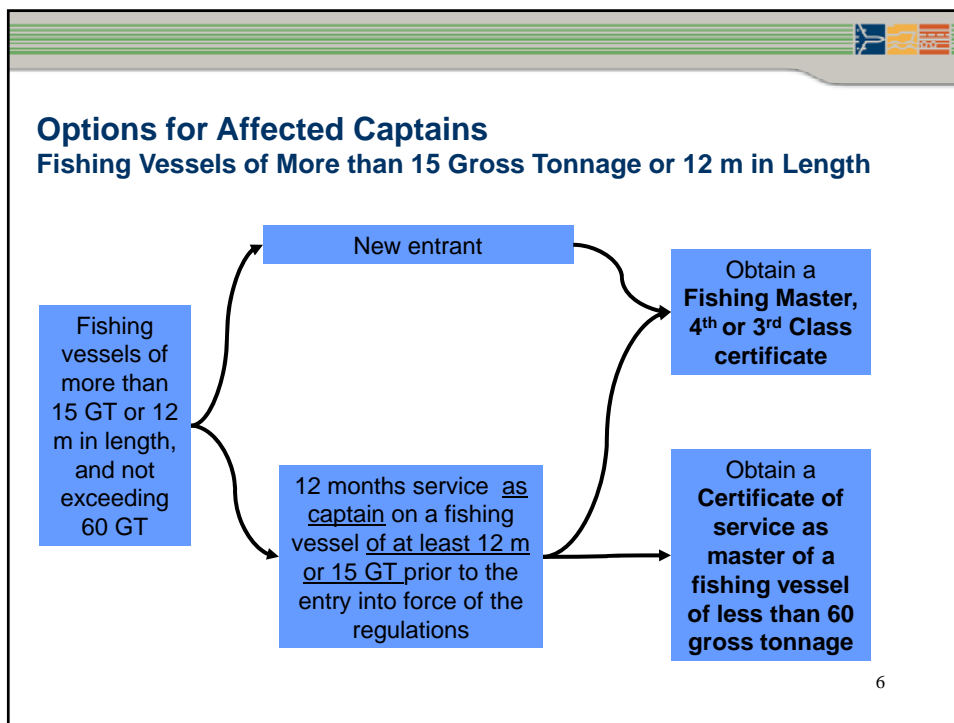 Options for Affected Captains
Fishing Vessels of More than 15 Gross Tonnage or 12 m in Length
New entrant
Fishing
vessels of
more than
15 GT or 12
m in length,
and not
exceeding
60 GT
12 months service as
captain on a fishing
vessel of at least 12 m
or 15 GT prior to the
entry into force of the
regulations
Obtain a
Fishing Master,
4th or 3rd Class
certificate
Obtain a
Certificate of
service as
master of a
fishing vessel
of less than 60
gross tonnage
6